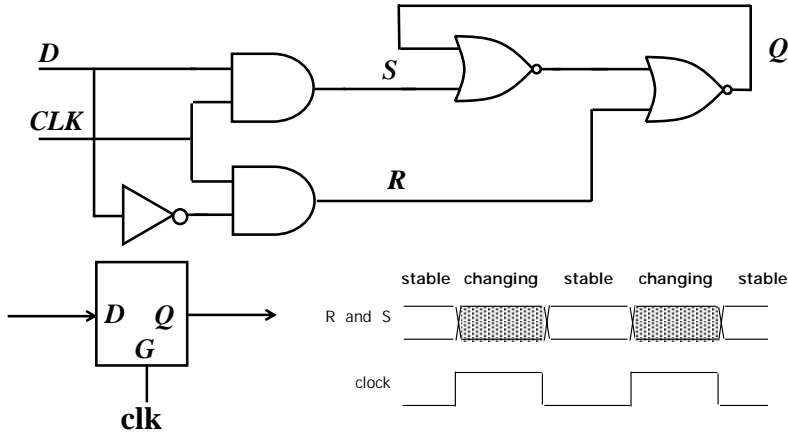 D
Q
S
CLK
R
stable changing stable changing stable
R and S
D Q
G
clock
clk